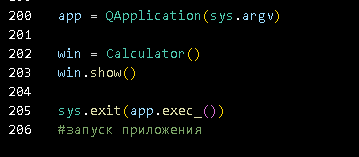 200 app = QApplication(sys.argv)
201
202 win = Calculator()
203 win.show()
204
205 sys.exit(app.exec_())
206 #запуск приложения